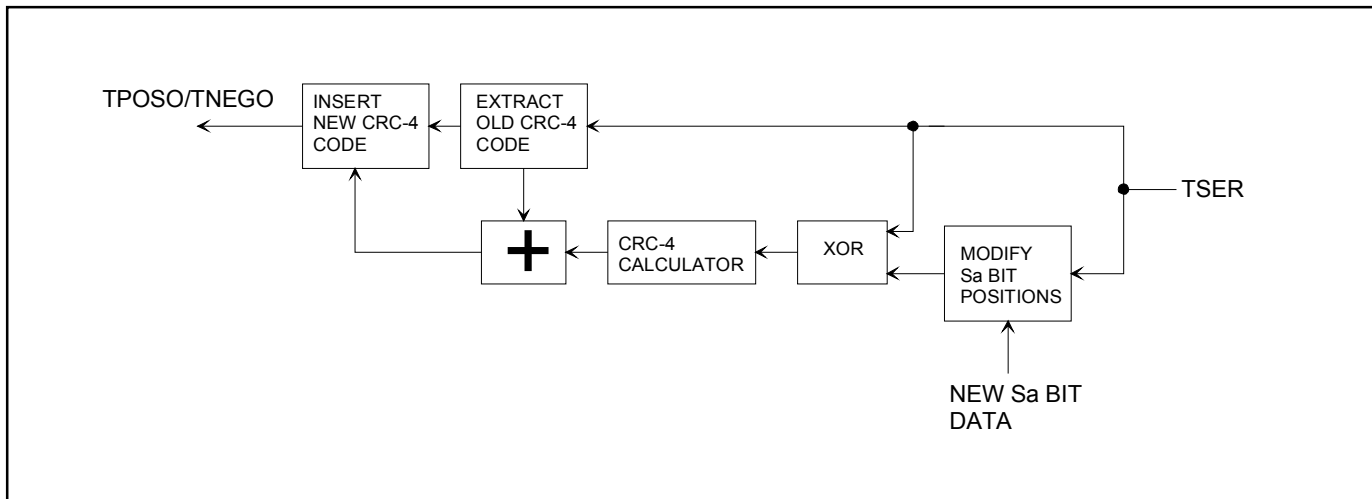 TPOSO/TNEGO
INSERT
NEW CRC-4
CODE
EXTRACT
OLD CRC-4
CODE
TSER
+
CRC-4
CALCULATOR
XOR
MODIFY
Sa BIT
POSITIONS
NEW Sa BIT
DATA